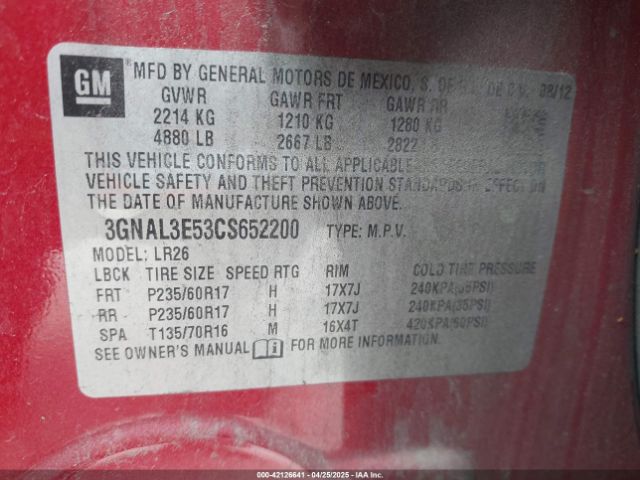 GM
MFD BY GENERAL MOTORS DE MEXICO, S. DE 08/12
GVWR GAWR FRT GAWR RR
2214 KG 1210 KG 1280 KG
4880 LB 2667 LB 2822
THIS VEHICLE CONFORMS TO ALL APPLICABLE
VEHICLE SAFETY AND THEFT PREVENTION STANDARDS IN EFFECT ON
THE DATE OF MANUFACTURE SHOWN ABOVE.
3GNAL3E53CS652200 TYPE: M.P.V.
MODEL: LR26
LBCK TIRE SIZE SPEED RTG RIM COLD TIRE PRESSURE
FRT P235/60R17 H 17X7J 240KPA(35PSI)
RR P235/60R17 H 17X7J 240KPA(35PSI)
SPA T135/70R16 M 16X4T 420KPA(60PSI)
SEE OWNER'S MANUAL FOR MORE INFORMATION.
000-42126641 - 04/25/2025 - IAA Inc.